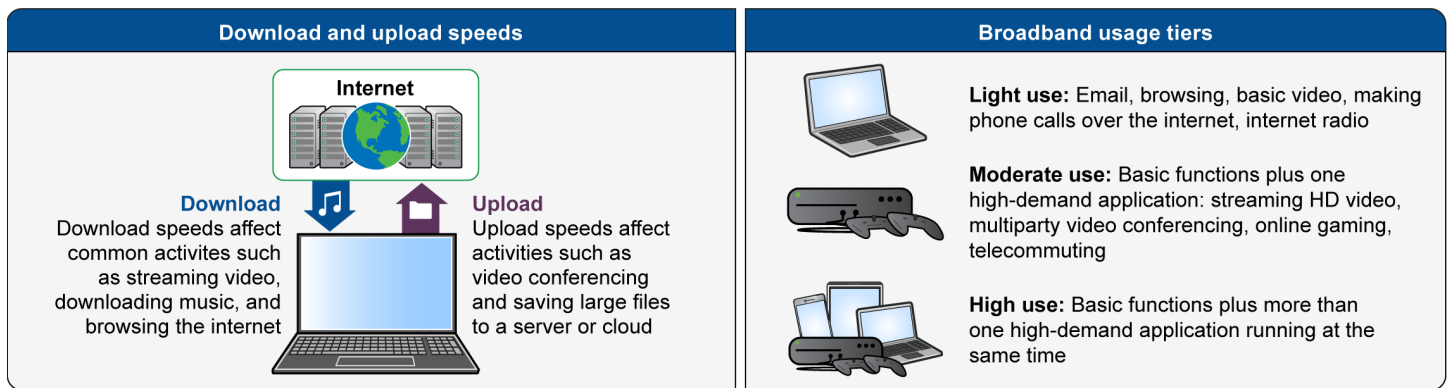 Download and upload speeds
Internet
Download
Download speeds affect
common activites such
as streaming video,
downloading music, and
browsing the internet
Upload
Upload speeds affect
activities such as
video conferencing
and saving large files
to a server or cloud
Broadband usage tiers
Light use: Email, browsing, basic video, making
phone calls over the internet, internet radio
Moderate use: Basic functions plus one
high-demand application: streaming HD video,
multiparty video conferencing, online gaming,
telecommuting
High use: Basic functions plus more than
one high-demand application running at the
same time